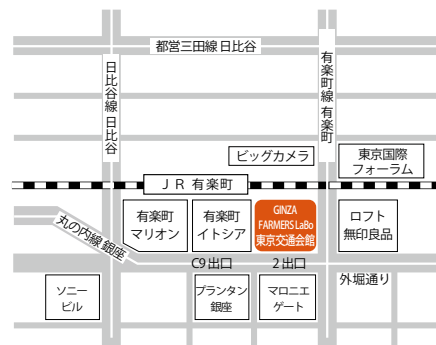 都営三田線 日比谷
日比谷線 日比谷
有楽町線 有楽町
ビッグカメラ
東京国際
フォーラム
ＪＲ 有楽町
丸の内線 銀座
有楽町
マリオン
有楽町
イトシア
GINZA
FARMERS LaBo
東京交通会館
ロフト
無印良品
C9 出口
2 出口
外堀通り
ソニー
ビル
プランタン
銀座
マロニエ
ゲート